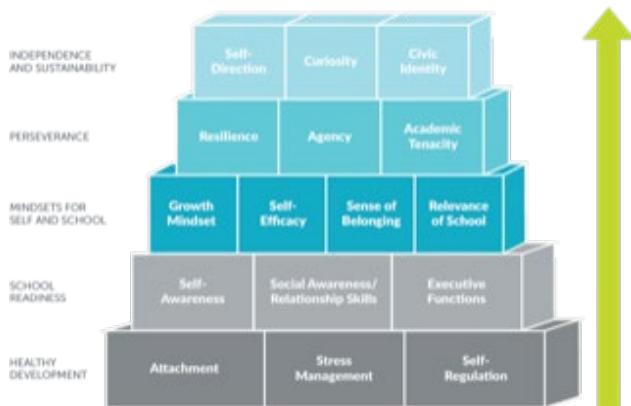 INDEPENDENCE
AND SUSTAINABILITY
Self-
Direction
Curiosity
Civic
Identity
PERSEVERANCE
Resilience
Agency
Academic
Tenacity
MINDSETS FOR
SELF AND SCHOOL
Growth
Mindset
Self-
Efficacy
Sense of
Belonging
Relevance
of School
SCHOOL
READINESS
Self-
Awareness
Social Awareness/
Relationship Skills
Executive
Functions
HEALTHY
DEVELOPMENT
Attachment
Stress
Management
Self-
Regulation